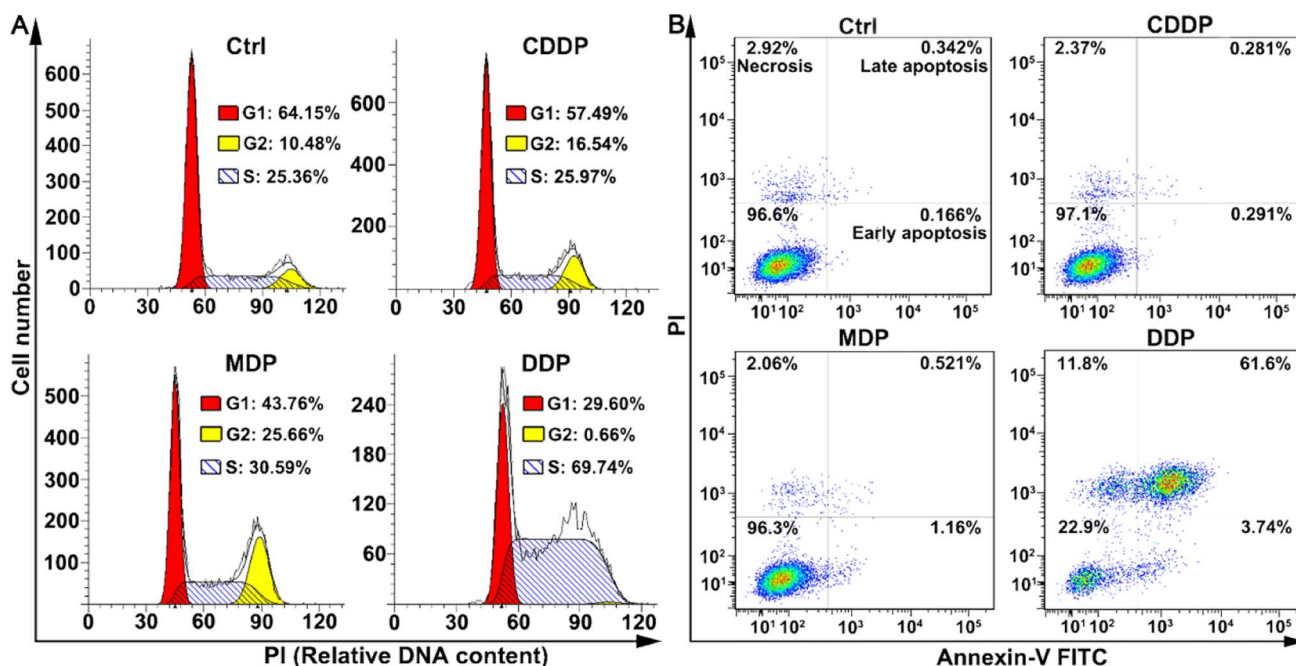 A
Cell number
Ctrl
600
500
400
300
200
100
0
G1: 64.15%
G2: 10.48%
S: 25.36%
0 30 60 90 120
CDDP
800
600
400
200
G1: 57.49%
G2: 16.54%
S: 25.97%
0 30 60 90 120
MDP
500
400
300
200
100
G1: 43.76%
G2: 25.66%
S: 30.59%
0 30 60 90 120
DDP
240
180
120
60
G1: 29.60%
G2: 0.66%
S: 69.74%
0 30 60 90 120
PI (Relative DNA content)
B
PI
Ctrl
2.92% 0.342%
Necrosis Late apoptosis
96.6% 0.166%
Early apoptosis
10⁵
10⁴
10³
10²
10¹
10¹ 10² 10³ 10⁴ 10⁵
CDDP
2.37% 0.281%
97.1% 0.291%
10⁵
10⁴
10³
10²
10¹
10¹ 10² 10³ 10⁴ 10⁵
MDP
2.06% 0.521%
96.3% 1.16%
10⁵
10⁴
10³
10²
10¹
10¹ 10² 10³ 10⁴ 10⁵
DDP
11.8% 61.6%
22.9% 3.74%
10⁵
10⁴
10³
10²
10¹
10¹ 10² 10³ 10⁴ 10⁵
Annexin-V FITC